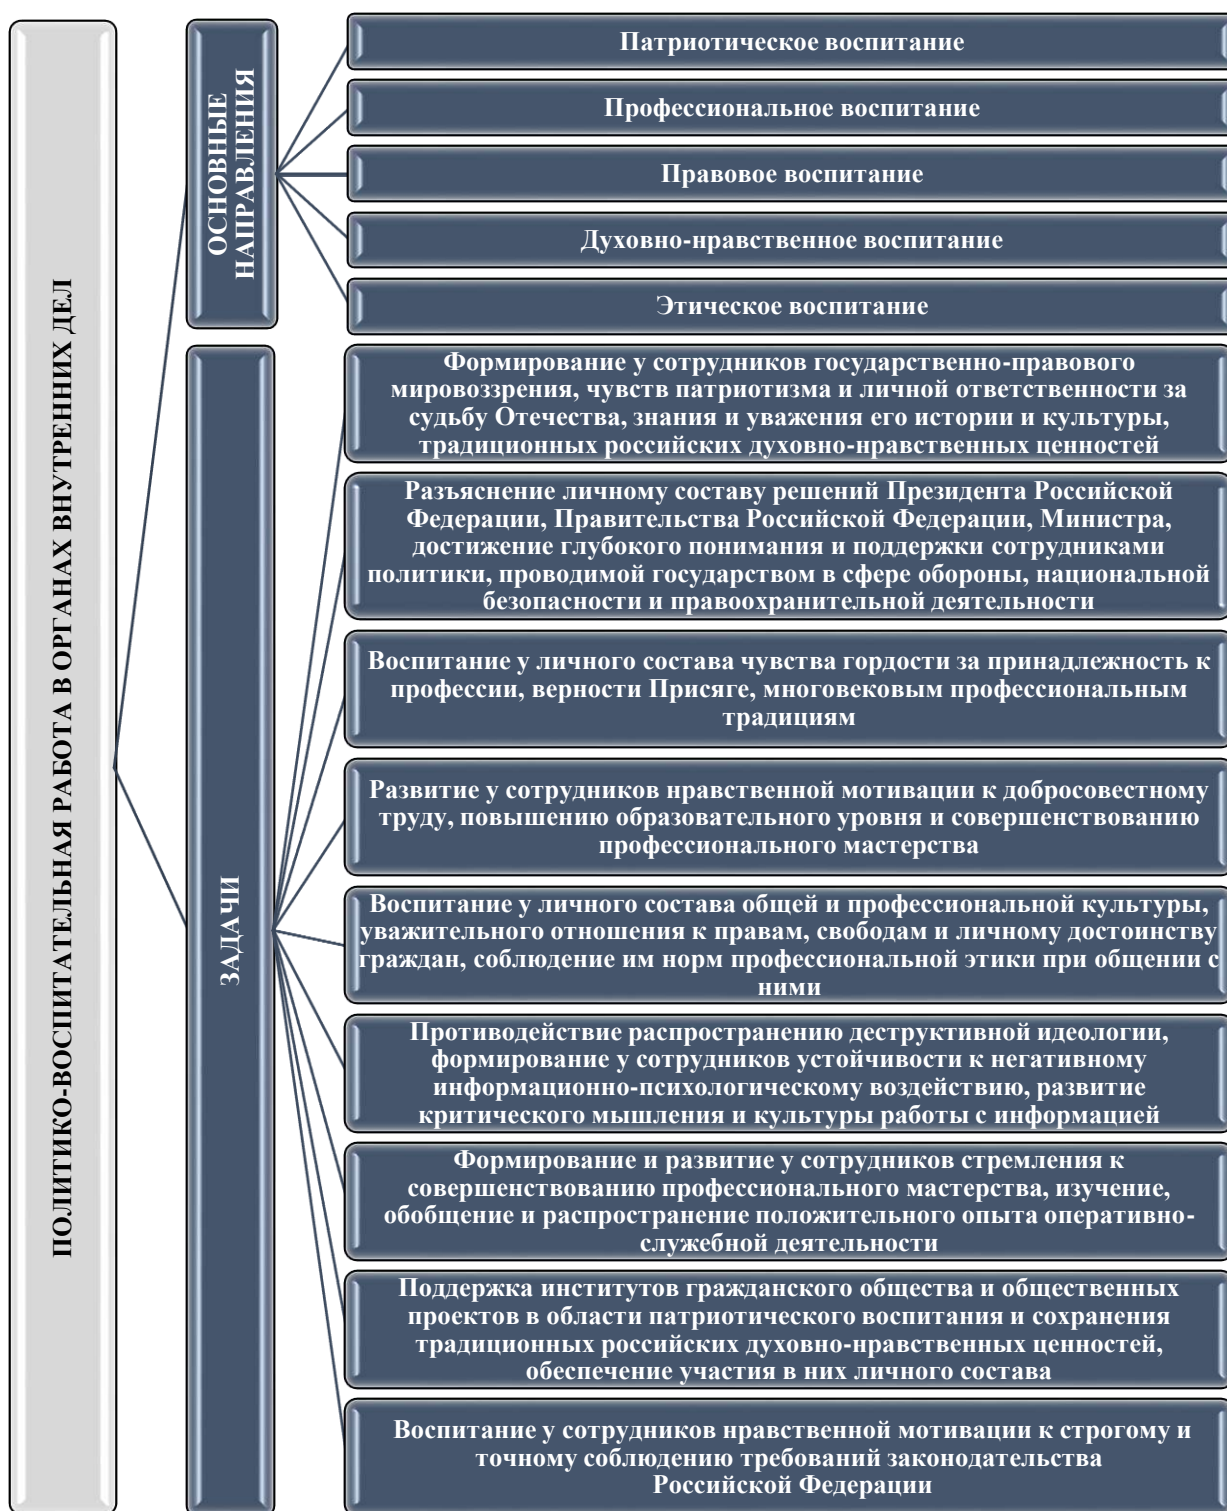 ПОЛИТИКО-ВОСПИТАТЕЛЬНАЯ РАБОТА В ОРГАНАХ ВНУТРЕННИХ ДЕЛ
ОСНОВНЫЕ
НАПРАВЛЕНИЯ
Патриотическое воспитание
Профессиональное воспитание
Правовое воспитание
Духовно-нравственное воспитание
Этическое воспитание
ЗАДАЧИ
Формирование у сотрудников государственно-правового
мировоззрения, чувств патриотизма и личной ответственности за
судьбу Отечества, знания и уважения его истории и культуры,
традиционных российских духовно-нравственных ценностей
Разъяснение личному составу решений Президента Российской
Федерации, Правительства Российской Федерации, Министра,
достижение глубокого понимания и поддержки сотрудниками
политики, проводимой государством в сфере обороны, национальной
безопасности и правоохранительной деятельности
Воспитание у личного состава чувства гордости за принадлежность к
профессии, верности Присяге, многовековым профессиональным
традициям
Развитие у сотрудников нравственной мотивации к добросовестному
труду, повышению образовательного уровня и совершенствованию
профессионального мастерства
Воспитание у личного состава общей и профессиональной культуры,
уважительного отношения к правам, свободам и личному достоинству
граждан, соблюдение им норм профессиональной этики при общении с
ними
Противодействие распространению деструктивной идеологии,
формирование у сотрудников устойчивости к негативному
информационно-психологическому воздействию, развитие
критического мышления и культуры работы с информацией
Формирование и развитие у сотрудников стремления к
совершенствованию профессионального мастерства, изучение,
обобщение и распространение положительного опыта оперативно-
служебной деятельности
Поддержка институтов гражданского общества и общественных
проектов в области патриотического воспитания и сохранения
традиционных российских духовно-нравственных ценностей,
обеспечение участия в них личного состава
Воспитание у сотрудников нравственной мотивации к строгому и
точному соблюдению требований законодательства
Российской Федерации